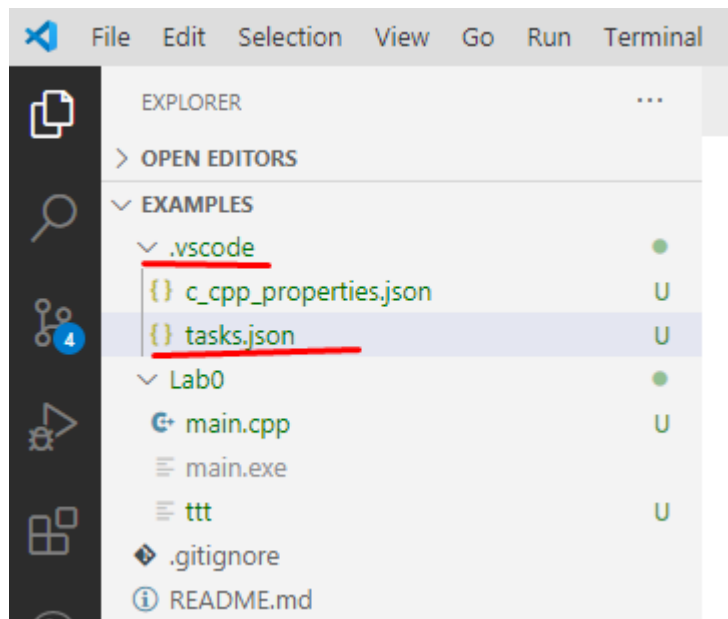 File Edit Selection View Go Run Terminal
EXPLORER ...
OPEN EDITORS
EXAMPLES
.vscode
{} c_cpp_properties.json U
{} tasks.json U
4
Lab0
C+ main.cpp U
main.exe
ttt U
.gitignore
README.md